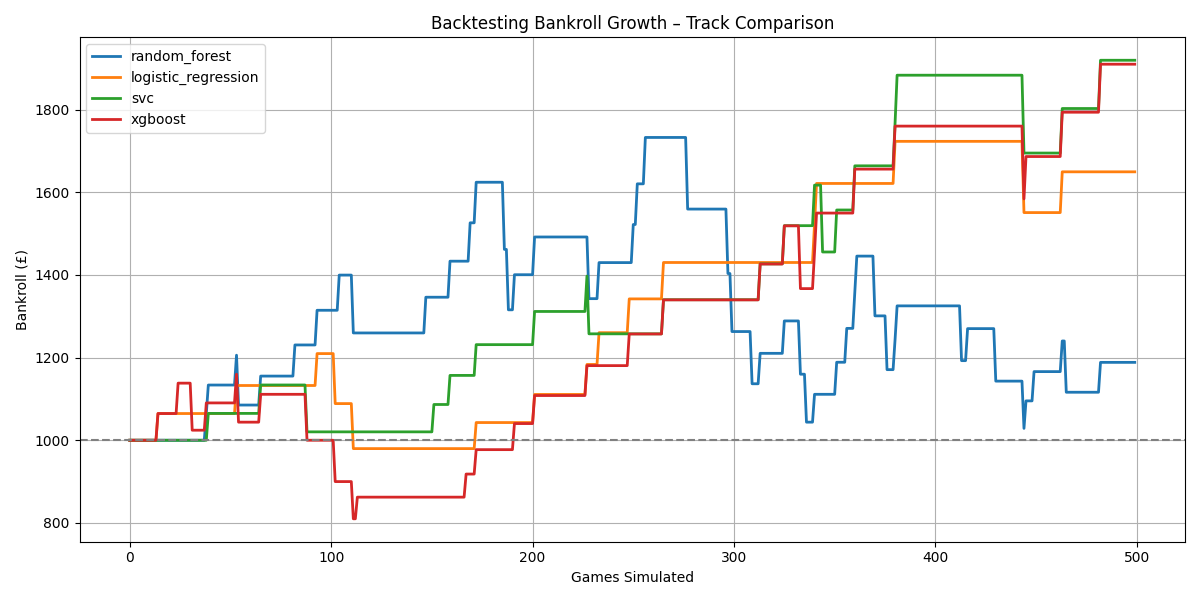 Backtesting Bankroll Growth – Track Comparison
random_forest
logistic_regression
svc
xgboost
Bankroll (£)
1800
1600
1400
1200
1000
800
0 100 200 300 400 500
Games Simulated